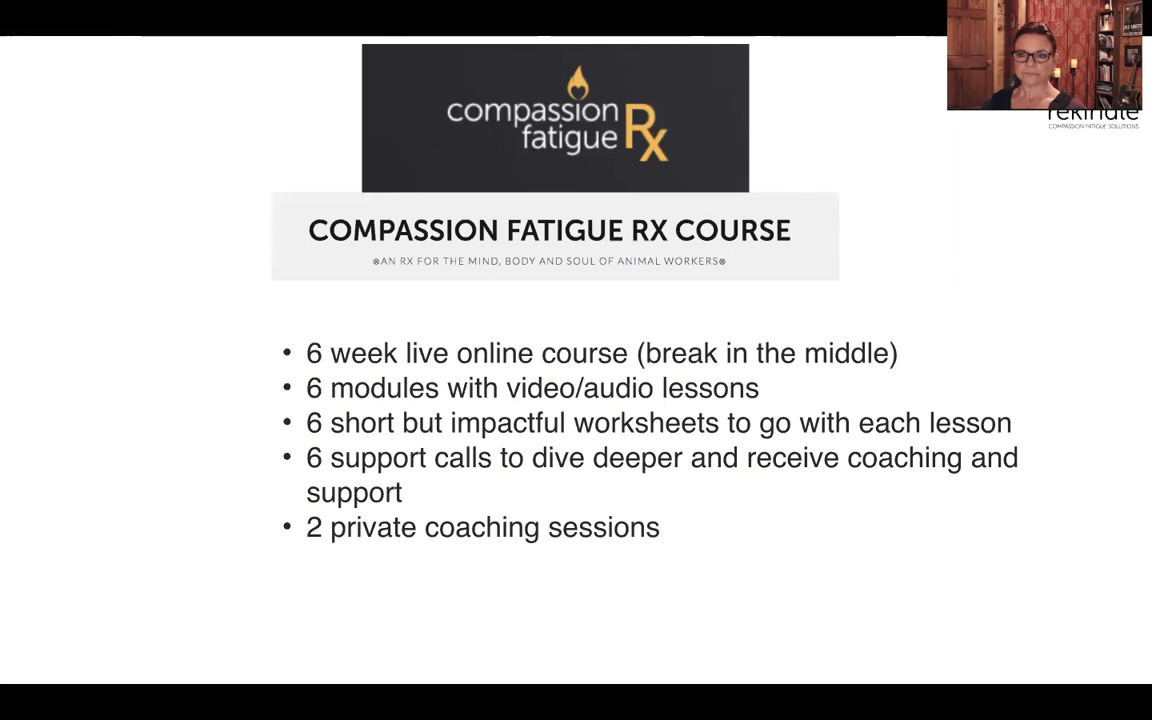 compassion
fatigue Rx
rekindle
COMPASSION FATIGUE SOLUTIONS
COMPASSION FATIGUE RX COURSE
⊗AN RX FOR THE MIND, BODY AND SOUL OF ANIMAL WORKERS⊗
• 6 week live online course (break in the middle)
• 6 modules with video/audio lessons
• 6 short but impactful worksheets to go with each lesson
• 6 support calls to dive deeper and receive coaching and
support
• 2 private coaching sessions